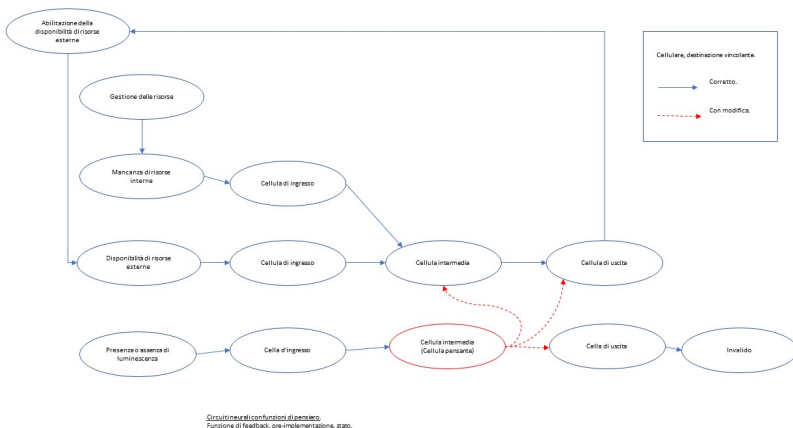 Abilitazione della
disponibilità di risorse
esterne
Cellulare, destinazione vincolante.
Corretto.
Con modifica.
Gestione delle risorse
Mancanza di risorse
interne
Cellula di ingresso
Disponibilità di risorse
esterne
Cellula di ingresso
Cellula intermedia
Cellula di uscita
Presenza o assenza di
luminescenza
Cella d'ingresso
Cellula intermedia
(Cellula pensante)
Cella di uscita
Invalido
Circuiti neurali con funzioni di pensiero.
Funzione di feedback, pre-implementazione, stato.